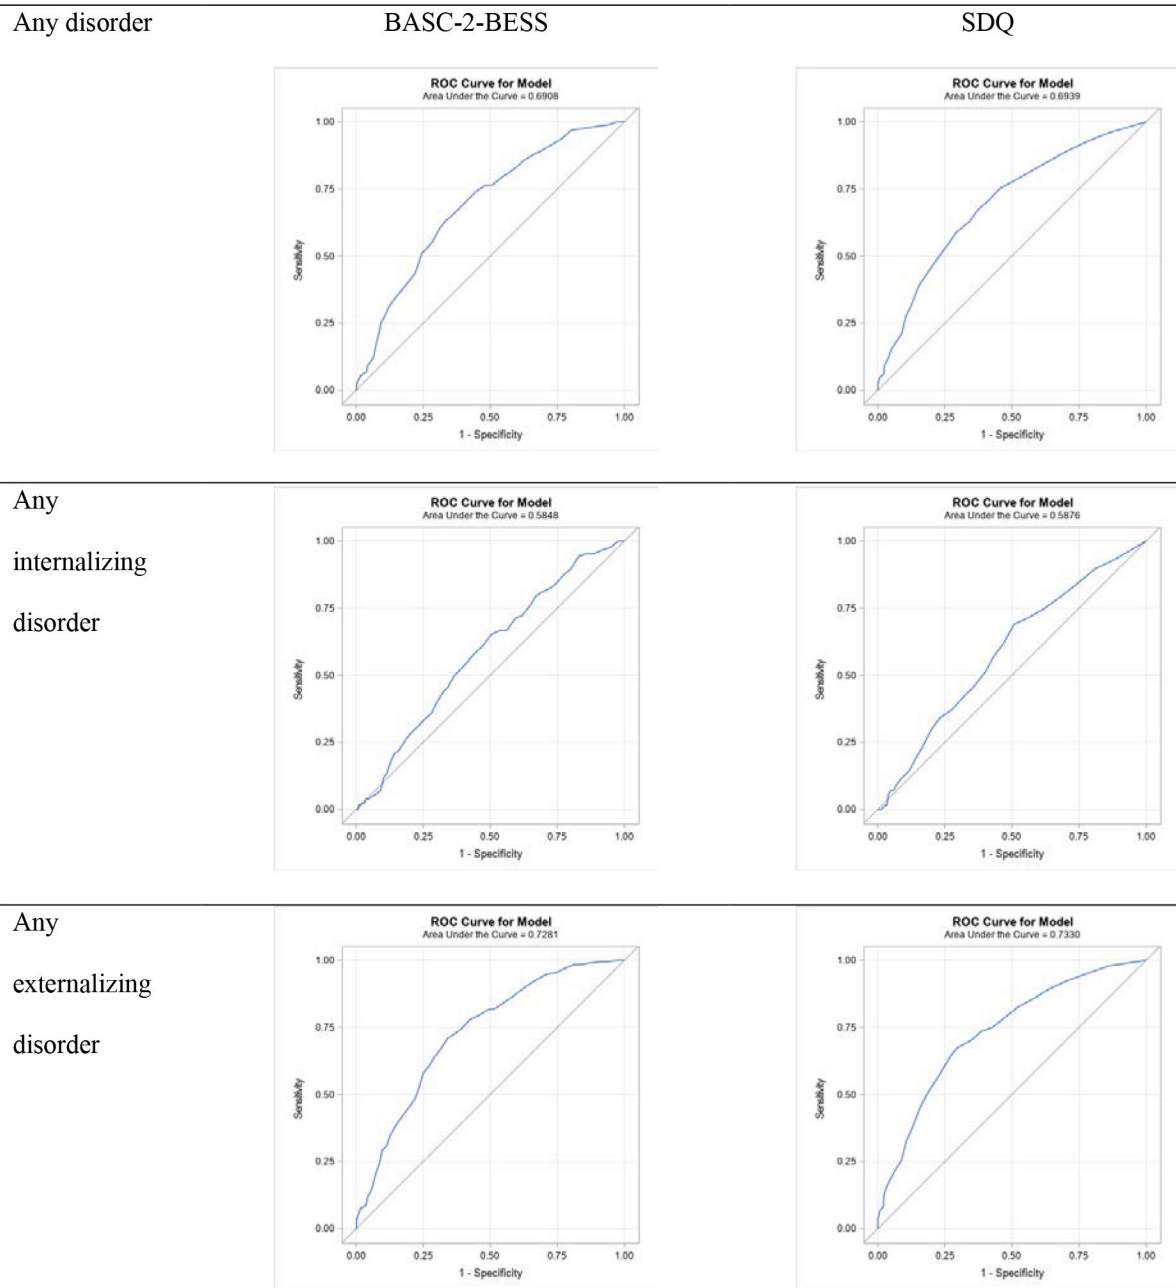 Any disorder
BASC-2-BESS
SDQ
ROC Curve for Model
Area Under the Curve = 0.6908
1.00
0.75
0.50
0.25
0.00
Sensitivity
0.00 0.25 0.50 0.75 1.00
1 - Specificity
ROC Curve for Model
Area Under the Curve = 0.6939
1.00
0.75
0.50
0.25
0.00
Sensitivity
0.00 0.25 0.50 0.75 1.00
1 - Specificity
Any
internalizing
disorder
ROC Curve for Model
Area Under the Curve = 0.5848
1.00
0.75
0.50
0.25
0.00
Sensitivity
0.00 0.25 0.50 0.75 1.00
1 - Specificity
ROC Curve for Model
Area Under the Curve = 0.5876
1.00
0.75
0.50
0.25
0.00
Sensitivity
0.00 0.25 0.50 0.75 1.00
1 - Specificity
Any
externalizing
disorder
ROC Curve for Model
Area Under the Curve = 0.7281
1.00
0.75
0.50
0.25
0.00
Sensitivity
0.00 0.25 0.50 0.75 1.00
1 - Specificity
ROC Curve for Model
Area Under the Curve = 0.7330
1.00
0.75
0.50
0.25
0.00
Sensitivity
0.00 0.25 0.50 0.75 1.00
1 - Specificity